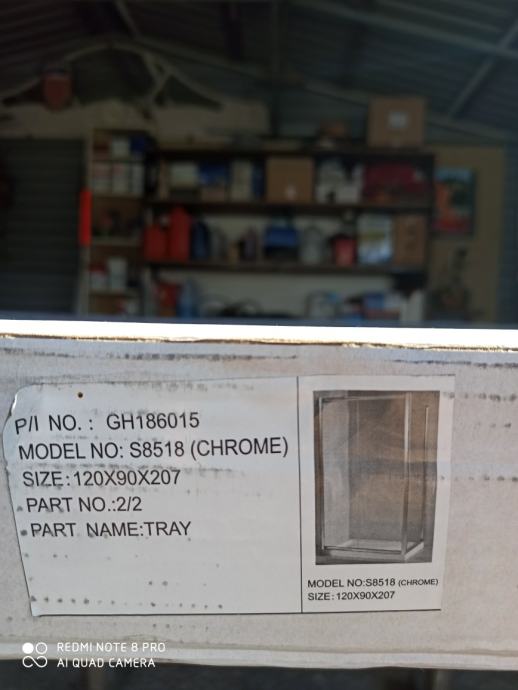 P/I NO.: GH186015
MODEL NO: S8518 (CHROME)
SIZE:120X90X207
PART NO.:2/2
PART NAME:TRAY
MODEL NO:S8518 (CHROME)
SIZE: 120X90X207
REDMI NOTE 8 PRO
AI QUAD CAMERA